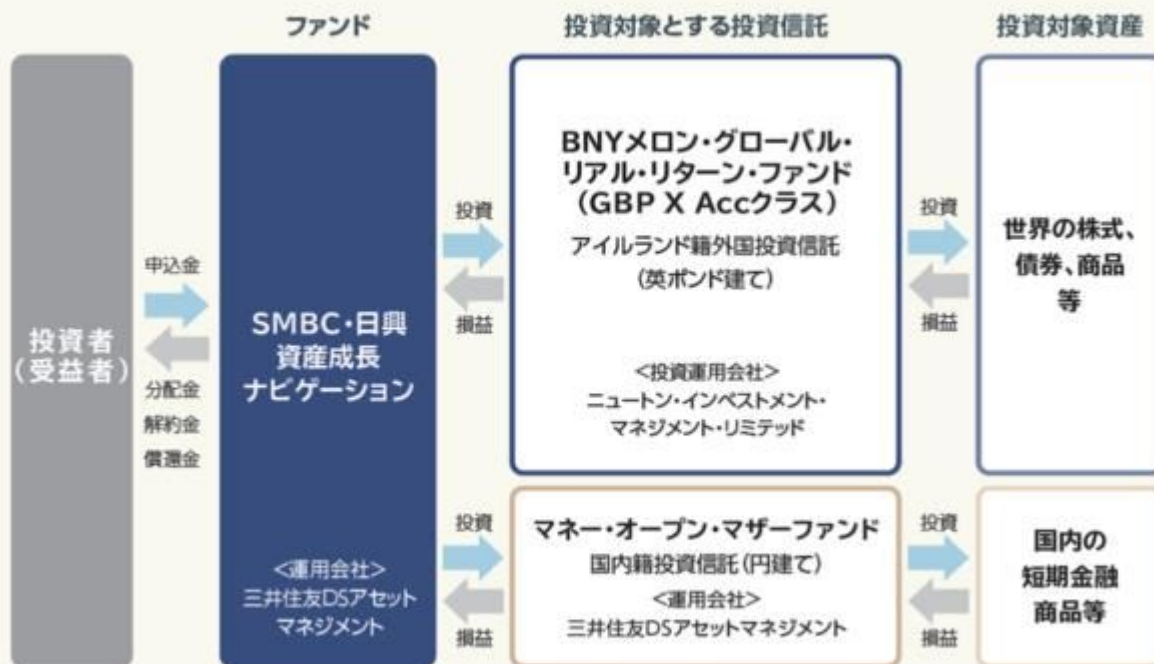 ファンド
投資対象とする投資信託
投資対象資産
投資者
(受益者)
申込金
分配金
解約金
償還金
SMBC・日興
資産成長
ナビゲーション
<運用会社>
三井住友DSアセット
マネジメント
投資
損益
BNYメロン・グローバル・
リアル・リターン・ファンド
(GBP X Accクラス)
アイルランド籍外国投資信託
(英ポンド建て)
<投資運用会社>
ニュートン・インベストメント・
マネジメント・リミテッド
投資
損益
世界の株式、
債券、商品
等
投資
損益
マネー・オープン・マザーファンド
国内籍投資信託(円建て)
<運用会社>
三井住友DSアセットマネジメント
投資
損益
国内の
短期金融
商品等